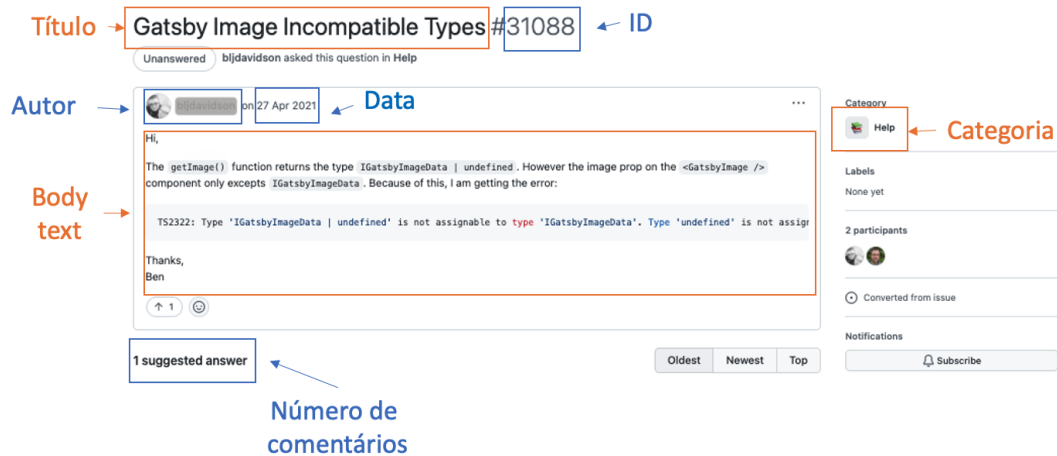 Título
Gatsby Image Incompatible Types #31088
ID
Unanswered bljdavidson asked this question in Help
Autor
bljdavidson on 27 Apr 2021
Data
...
Category
Help
Categoria
Hi,
The getImage() function returns the type IGatsbyImageData | undefined. However the image prop on the <GatsbyImage />
component only excepts IGatsbyImageData. Because of this, I am getting the error:
Body
text
TS2322: Type 'IGatsbyImageData | undefined' is not assignable to type 'IGatsbyImageData'. Type 'undefined' is not assign
Thanks,
Ben
↑ 1
Labels
None yet
2 participants
Converted from issue
Notifications
Subscribe
1 suggested answer
Oldest Newest Top
Número de
comentários